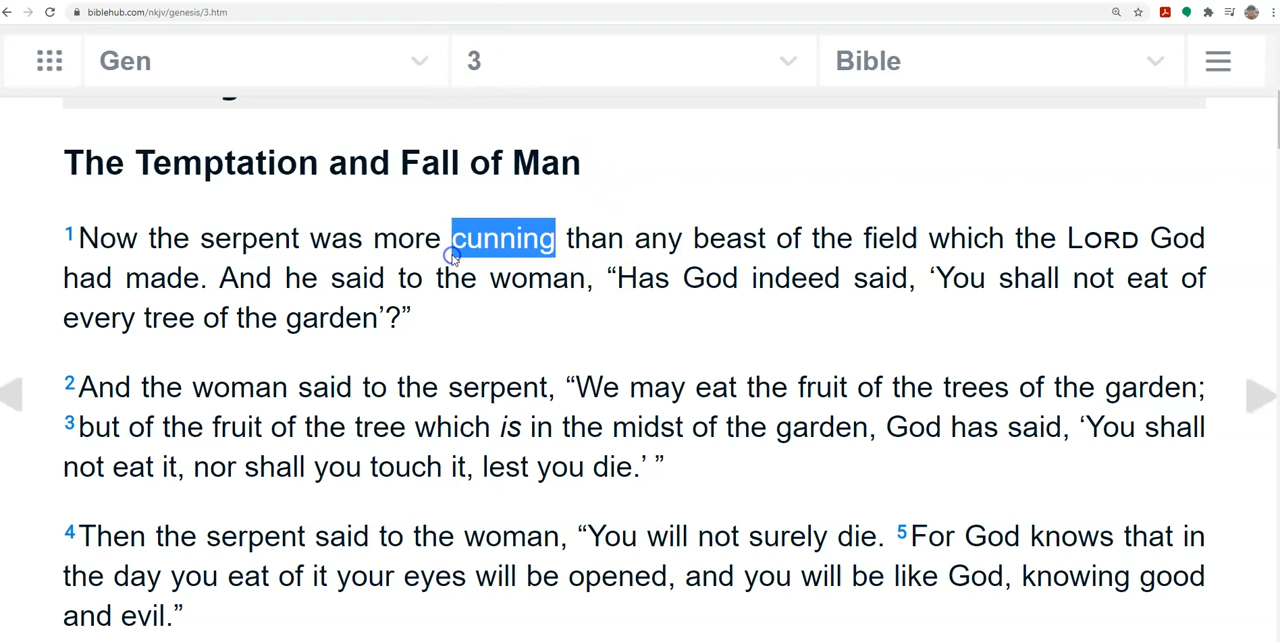 biblehub.com/nkjv/genesis/3.htm
Gen 3 Bible
The Temptation and Fall of Man
1Now the serpent was more cunning than any beast of the field which the LORD God
had made. And he said to the woman, “Has God indeed said, ‘You shall not eat of
every tree of the garden’?”
2And the woman said to the serpent, “We may eat the fruit of the trees of the garden;
3but of the fruit of the tree which is in the midst of the garden, God has said, ‘You shall
not eat it, nor shall you touch it, lest you die.’ ”
4Then the serpent said to the woman, “You will not surely die. 5For God knows that in
the day you eat of it your eyes will be opened, and you will be like God, knowing good
and evil.”